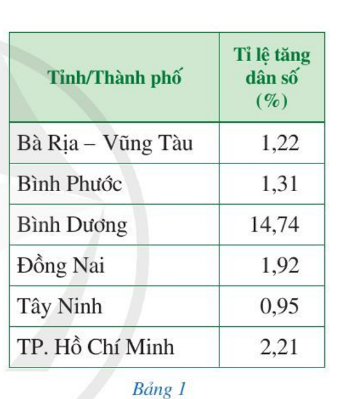 Tỉnh/Thành phố
Tỉ lệ tăng
dân số
(%)
Bà Rịa – Vũng Tàu 1,22
Bình Phước 1,31
Bình Dương 14,74
Đồng Nai 1,92
Tây Ninh 0,95
TP. Hồ Chí Minh 2,21
Bảng 1